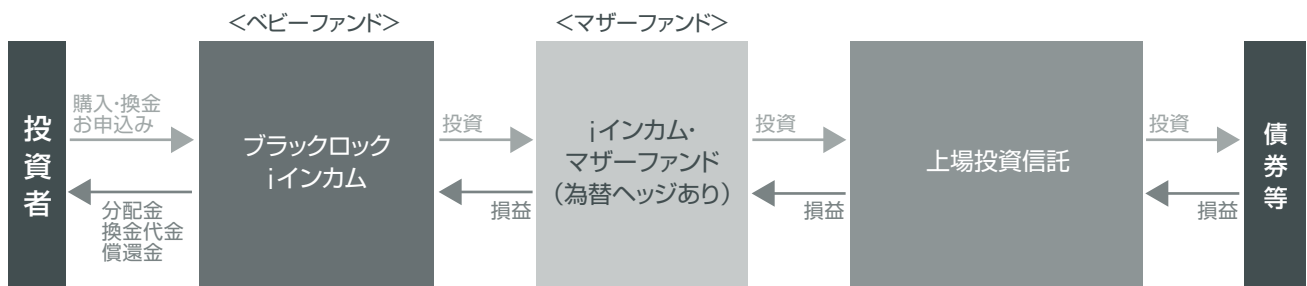 ＜ベビーファンド＞
＜マザーファンド＞
投資者
購入・換金
お申込み
分配金
換金代金
償還金
ブラックロック
iインカム
投資
損益
iインカム・
マザーファンド
（為替ヘッジあり）
投資
損益
上場投資信託
投資
損益
債券等